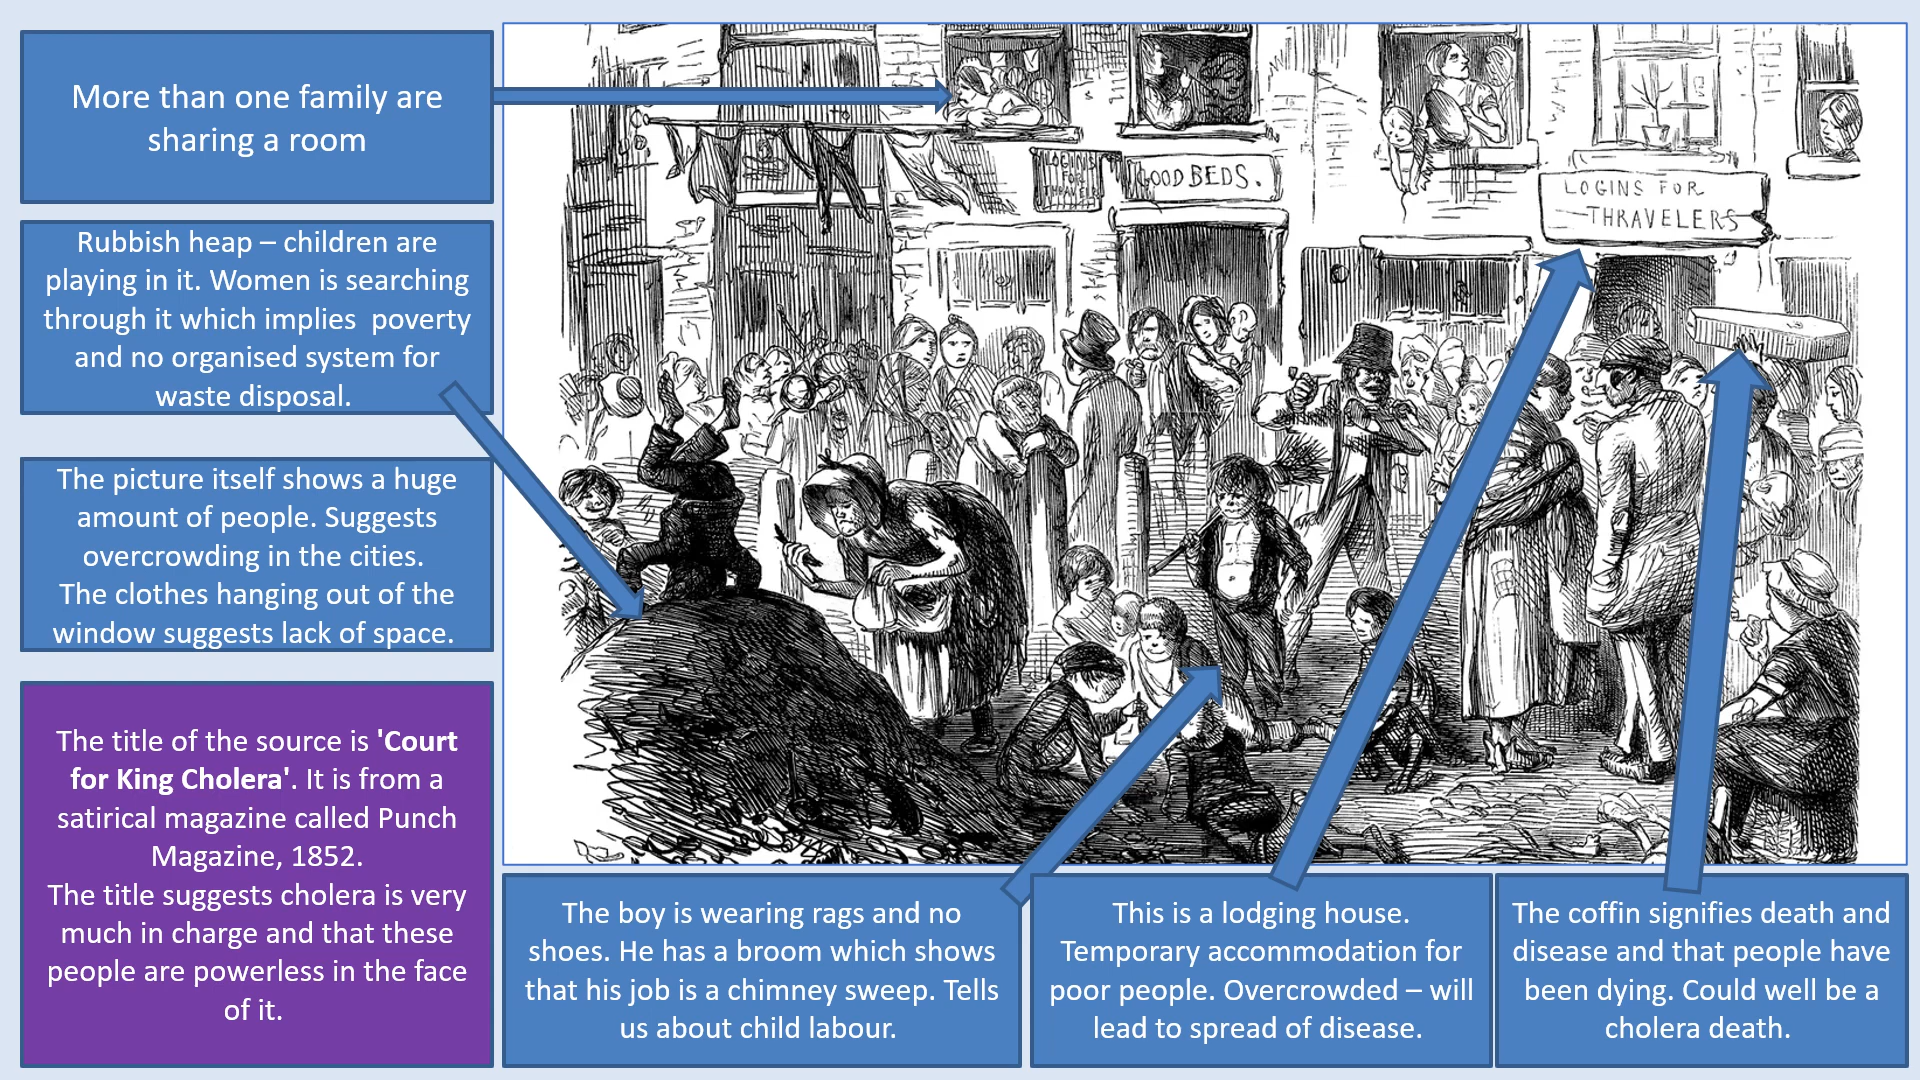 More than one family are
sharing a room
Rubbish heap – children are
playing in it. Women is searching
through it which implies  poverty
and no organised system for
waste disposal.
The picture itself shows a huge
amount of people. Suggests
overcrowding in the cities.
The clothes hanging out of the
window suggests lack of space.
The title of the source is 'Court
for King Cholera'. It is from a
satirical magazine called Punch
Magazine, 1852.
The title suggests cholera is very
much in charge and that these
people are powerless in the face
of it.
LOGINS
FOR
THRAVELERS
GOOD BEDS.
LOGINS FOR
THRAVELERS
The boy is wearing rags and no
shoes. He has a broom which shows
that his job is a chimney sweep. Tells
us about child labour.
This is a lodging house.
Temporary accommodation for
poor people. Overcrowded – will
lead to spread of disease.
The coffin signifies death and
disease and that people have
been dying. Could well be a
cholera death.